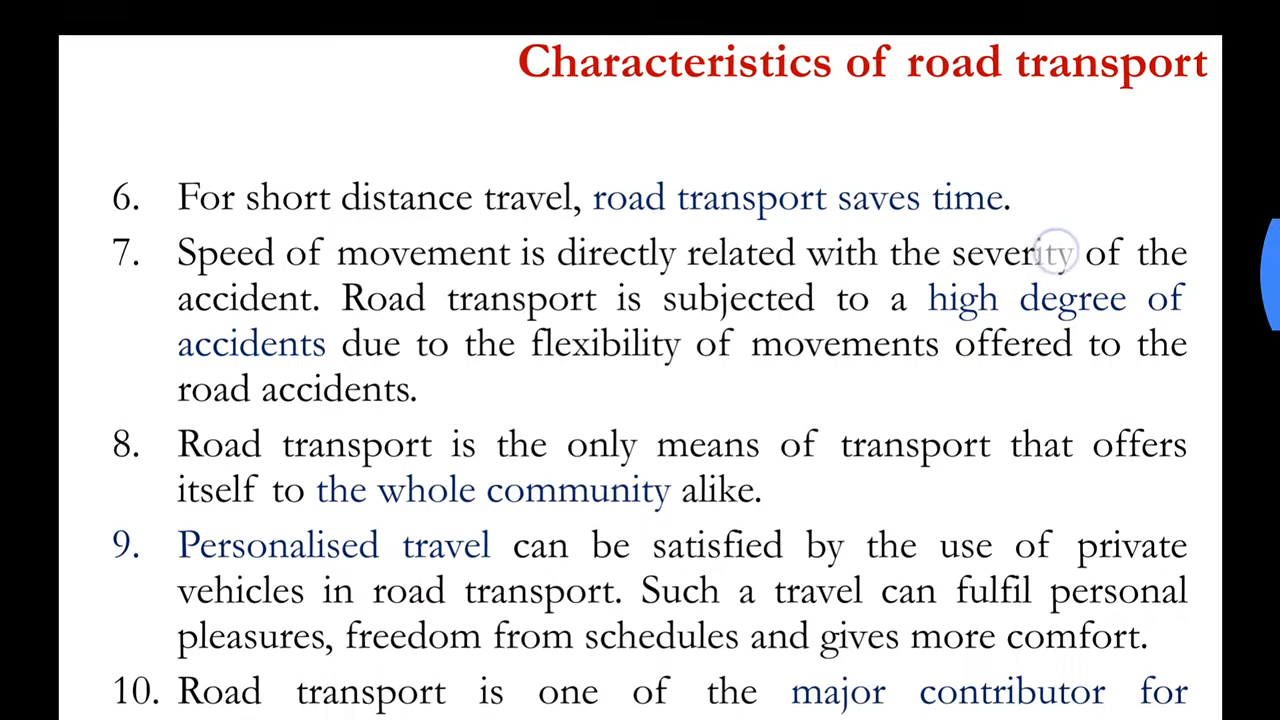 Characteristics of road transport
6. For short distance travel, road transport saves time.
7. Speed of movement is directly related with the severity of the
accident. Road transport is subjected to a high degree of
accidents due to the flexibility of movements offered to the
road accidents.
8. Road transport is the only means of transport that offers
itself to the whole community alike.
9. Personalised travel can be satisfied by the use of private
vehicles in road transport. Such a travel can fulfil personal
pleasures, freedom from schedules and gives more comfort.
10. Road transport is one of the major contributor for